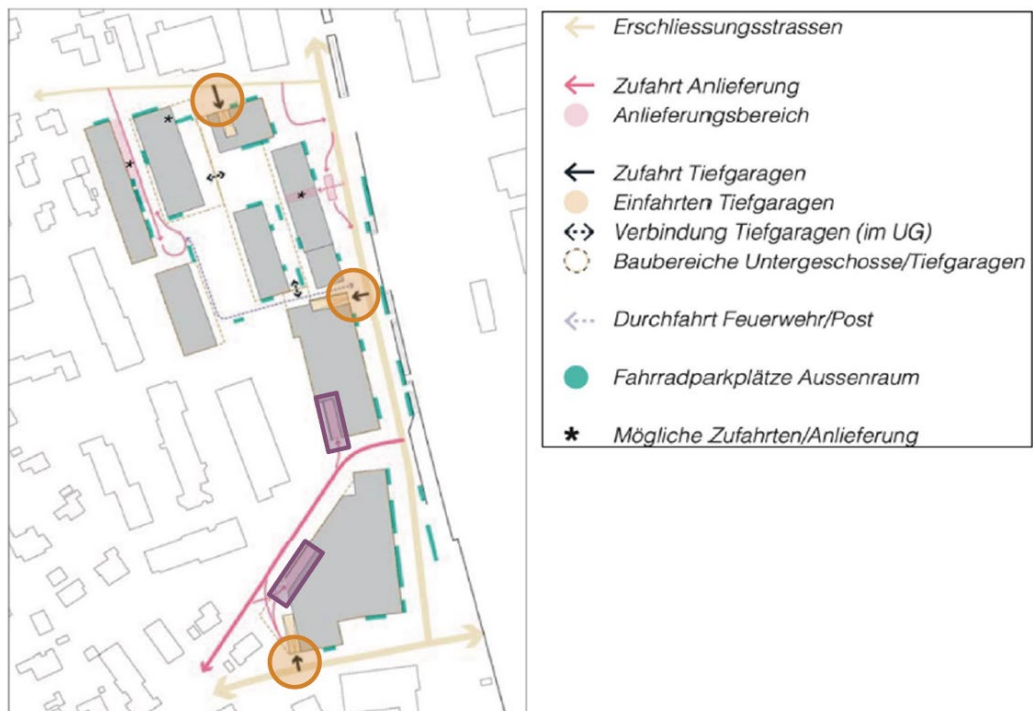 Erschliessungsstrassen
Zufahrt Anlieferung
Anlieferungsbereich
Zufahrt Tiefgaragen
Einfahrten Tiefgaragen
Verbindung Tiefgaragen (im UG)
Baubereiche Untergeschosse/Tiefgaragen
Durchfahrt Feuerwehr/Post
Fahrradparkplätze Aussenraum
* Mögliche Zufahrten/Anlieferung